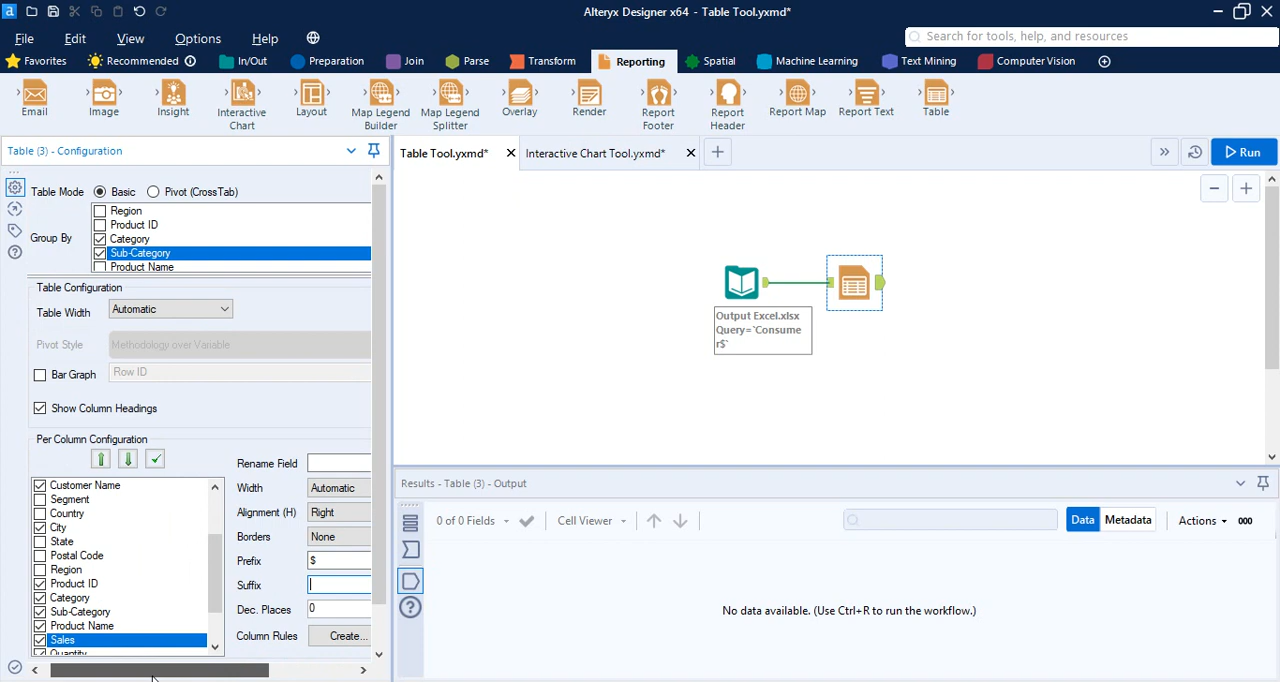 Alteryx Designer x64 - Table Tool.yxmd*
File Edit View Options Help
Search for tools, help, and resources
Favorites Recommended In/Out Preparation Join Parse Transform Reporting Spatial Machine Learning Text Mining Computer Vision
Email Image Insight Interactive Chart Layout Map Legend Builder Map Legend Splitter Overlay Render Report Footer Report Header Report Map Report Text Table
Table (3) - Configuration
Table Tool.yxmd*
Interactive Chart Tool.yxmd*
Run
Table Mode Basic Pivot (CrossTab)
Group By
Region
Product ID
Category
Sub-Category
Product Name
Table Configuration
Table Width Automatic
Pivot Style Methodology over Variable
Bar Graph Row ID
Show Column Headings
Per Column Configuration
Customer Name
Segment
Country
City
State
Postal Code
Region
Product ID
Category
Sub-Category
Product Name
Sales
Quantity
Rename Field
Width Automatic
Alignment (H) Right
Borders None
Prefix $
Suffix
Dec. Places 0
Column Rules Create...
Output Excel.xlsx
Query=`Consume
r$`
Results - Table (3) - Output
0 of 0 Fields Cell Viewer Data Metadata Actions 000
No data available. (Use Ctrl+R to run the workflow.)